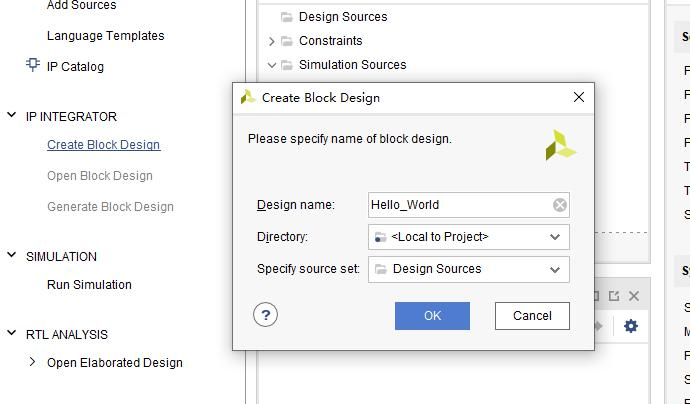 Add Sources
Language Templates
IP Catalog
IP INTEGRATOR
Create Block Design
Open Block Design
Generate Block Design
SIMULATION
Run Simulation
RTL ANALYSIS
Open Elaborated Design
Design Sources
Constraints
Simulation Sources
Create Block Design
Please specify name of block design.
Design name: Hello_World
Directory: <Local to Project>
Specify source set: Design Sources
? OK Cancel